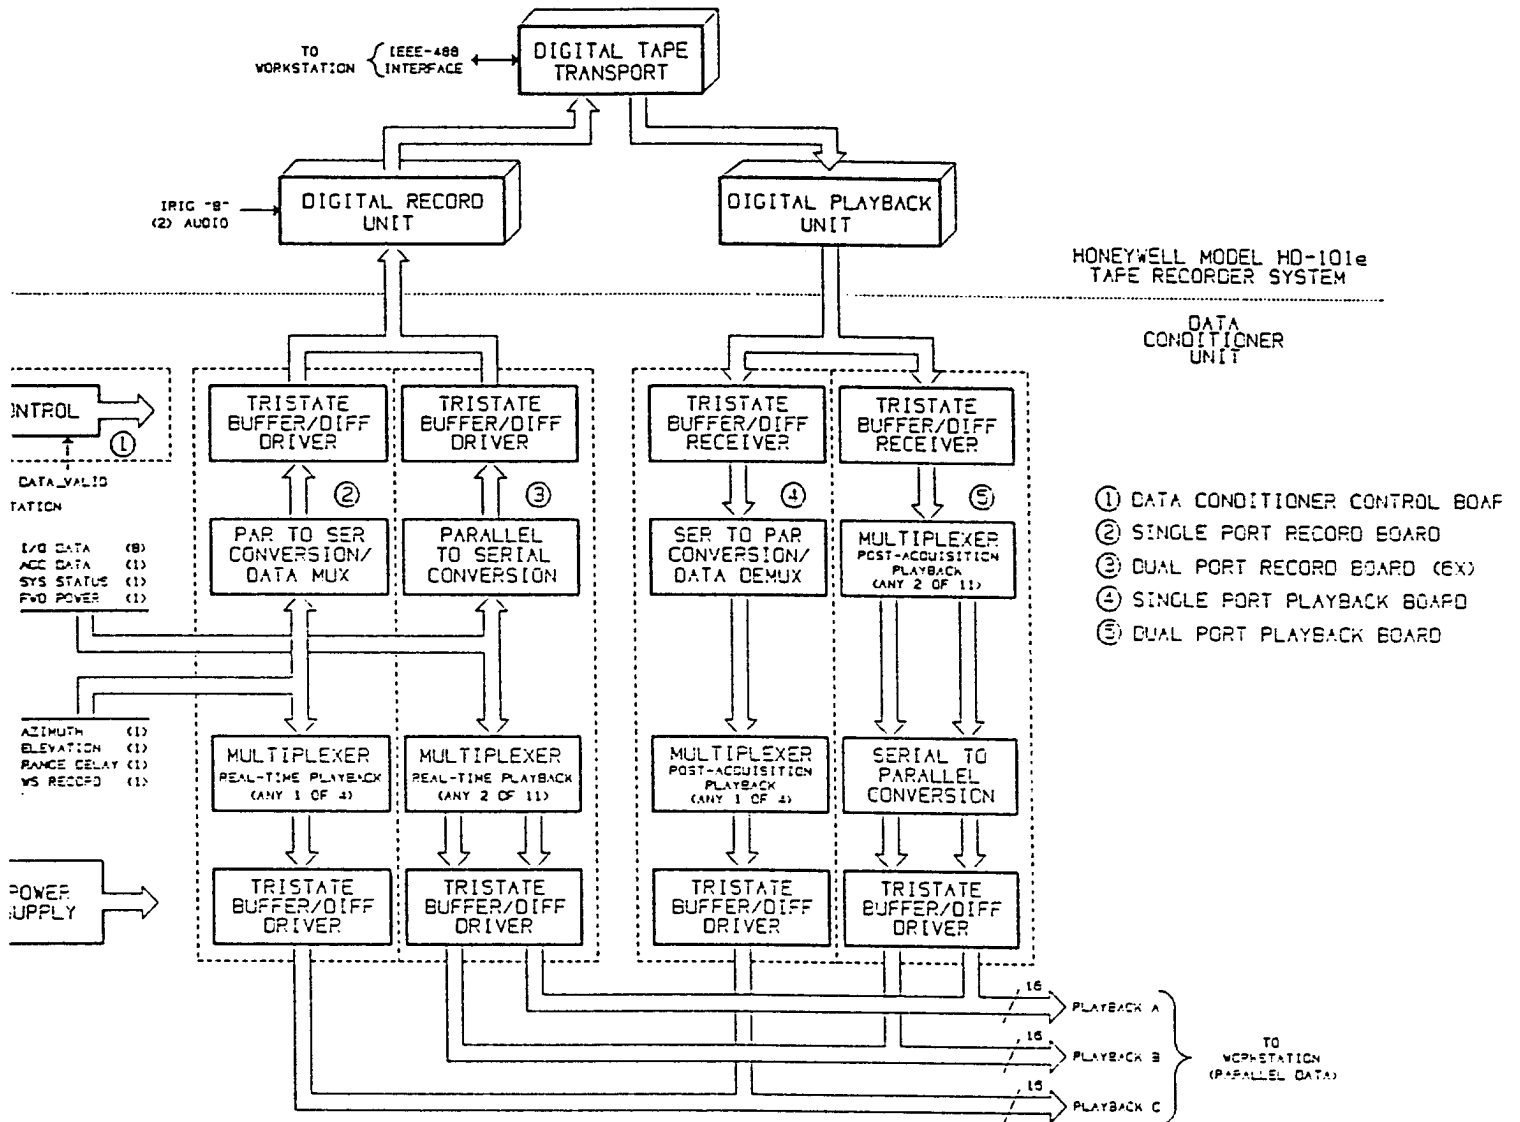 DIGITAL TAPE
TRANSPORT
TO
WORKSTATION
IEEE-488
INTERFACE
DIGITAL RECORD
UNIT
IRIG "B"
(2) AUDIO
DIGITAL PLAYBACK
UNIT
HONEYWELL MODEL HD-101e
TAPE RECORDER SYSTEM
DATA
CONDITIONER
UNIT
NTROL
1
DATA_VALID
TATION
TRISTATE
BUFFER/DIFF
DRIVER
TRISTATE
BUFFER/DIFF
DRIVER
TRISTATE
BUFFER/DIFF
RECEIVER
TRISTATE
BUFFER/DIFF
RECEIVER
2
3
4
5
PAR TO SER
CONVERSION/
DATA MUX
PARALLEL
TO SERIAL
CONVERSION
SER TO PAR
CONVERSION/
DATA DEMUX
MULTIPLEXER
POST-ACQUISITION
PLAYBACK
(ANY 2 OF 11)
1 DATA CONDITIONER CONTROL BOAR
2 SINGLE PORT RECORD BOARD
3 DUAL PORT RECORD BOARD (6X)
4 SINGLE PORT PLAYBACK BOARD
5 DUAL PORT PLAYBACK BOARD
I/Q DATA (8)
AGC DATA (1)
SYS STATUS (1)
FWD POWER (1)
AZIMUTH (1)
ELEVATION (1)
RANGE DELAY (1)
WS RECORD (1)
MULTIPLEXER
REAL-TIME PLAYBACK
(ANY 1 OF 4)
MULTIPLEXER
REAL-TIME PLAYBACK
(ANY 2 OF 11)
MULTIPLEXER
POST-ACQUISITION
PLAYBACK
(ANY 1 OF 4)
SERIAL TO
PARALLEL
CONVERSION
POWER
SUPPLY
TRISTATE
BUFFER/DIFF
DRIVER
TRISTATE
BUFFER/DIFF
DRIVER
TRISTATE
BUFFER/DIFF
DRIVER
TRISTATE
BUFFER/DIFF
DRIVER
16
PLAYBACK A
16
PLAYBACK B
16
PLAYBACK C
TO
WORKSTATION
(PARALLEL DATA)